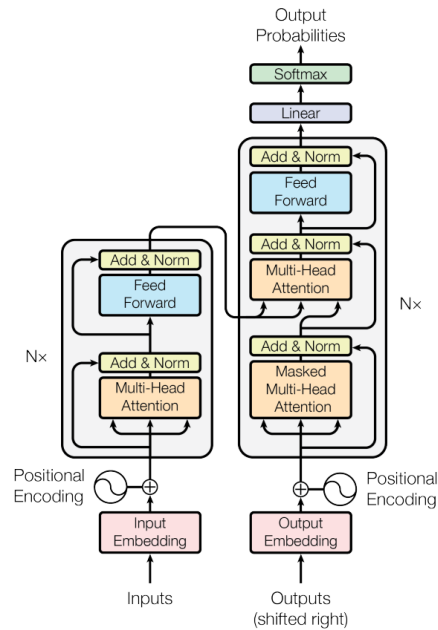 Output
Probabilities
Softmax
Linear
Add & Norm
Feed
Forward
Add & Norm
Multi-Head
Attention
N×
Add & Norm
Masked
Multi-Head
Attention
Add & Norm
Feed
Forward
N×
Add & Norm
Multi-Head
Attention
Positional
Encoding
Positional
Encoding
Input
Embedding
Output
Embedding
Inputs
Outputs
(shifted right)